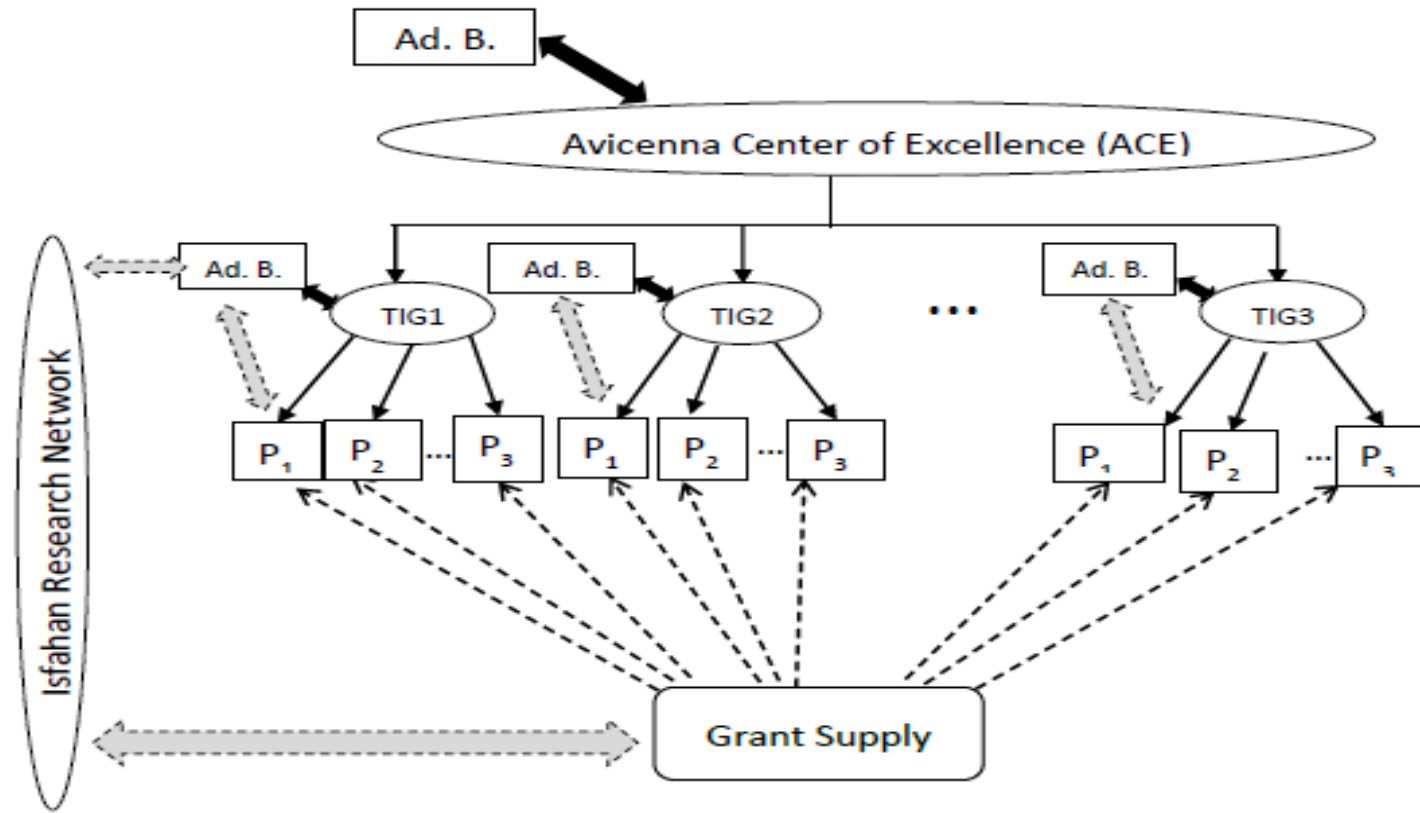 Ad. B.
Avicenna Center of Excellence (ACE)
Ad. B.
Ad. B.
Ad. B.
TIG1
TIG2
...
TIG3
Isfahan Research Network
P₁
P₂
...
P₃
P₁
P₂
...
P₃
P₁
P₂
...
P₃
Grant Supply